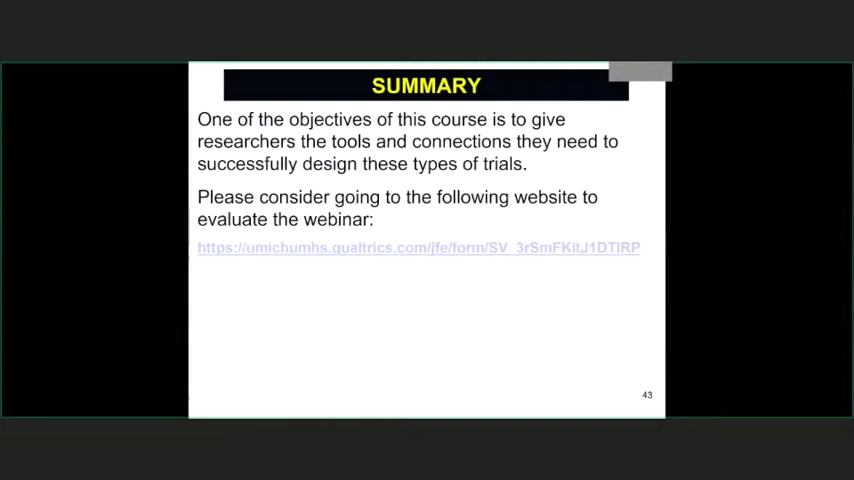 SUMMARY
One of the objectives of this course is to give
researchers the tools and connections they need to
successfully design these types of trials.
Please consider going to the following website to
evaluate the webinar:
https://umichumhs.qualtrics.com/jfe/form/SV_3rSmFKitJ1DTIRP
43